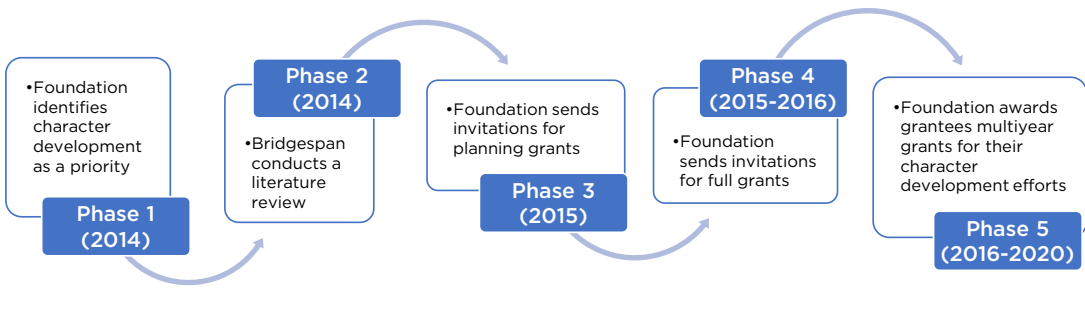 •Foundation
identifies
character
development
as a priority
Phase 1
(2014)
Phase 2
(2014)
•Bridgespan
conducts a
literature
review
•Foundation sends
invitations for
planning grants
Phase 3
(2015)
Phase 4
(2015-2016)
•Foundation
sends invitations
for full grants
•Foundation awards
grantees multiyear
grants for their
character
development efforts
Phase 5
(2016-2020)